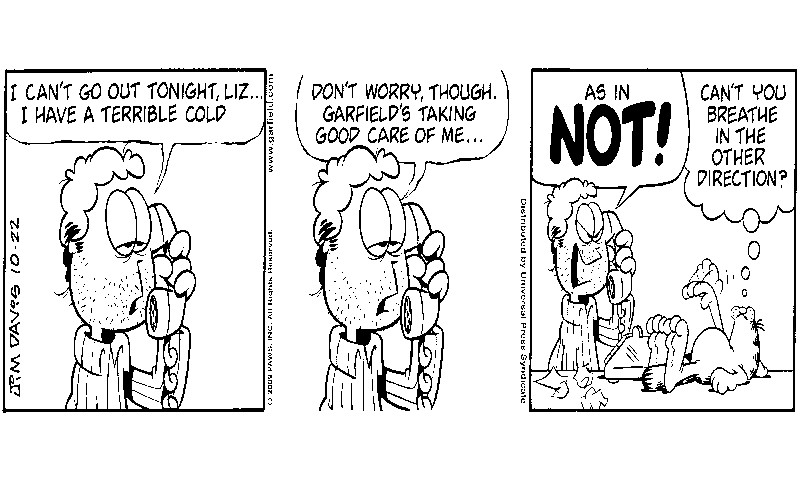 I CAN'T GO OUT TONIGHT, LIZ...
I HAVE A TERRIBLE COLD
DON'T WORRY, THOUGH.
GARFIELD'S TAKING
GOOD CARE OF ME...
AS IN
NOT!
CAN'T YOU
BREATHE
IN THE
OTHER
DIRECTION?
JIM DAVIS 10-22
www.garfield.com
© 2009 PAWS, INC. All Rights Reserved.
Distributed by Universal Press Syndicate